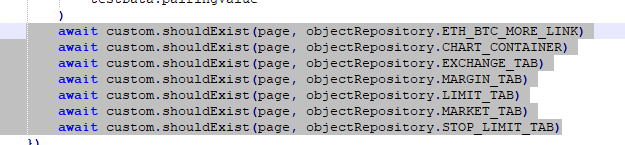 testData.pairingValue
)
await custom.shouldExist(page, objectRepository.ETH_BTC_MORE_LINK)
await custom.shouldExist(page, objectRepository.CHART_CONTAINER)
await custom.shouldExist(page, objectRepository.EXCHANGE_TAB)
await custom.shouldExist(page, objectRepository.MARGIN_TAB)
await custom.shouldExist(page, objectRepository.LIMIT_TAB)
await custom.shouldExist(page, objectRepository.MARKET_TAB)
await custom.shouldExist(page, objectRepository.STOP_LIMIT_TAB)
})